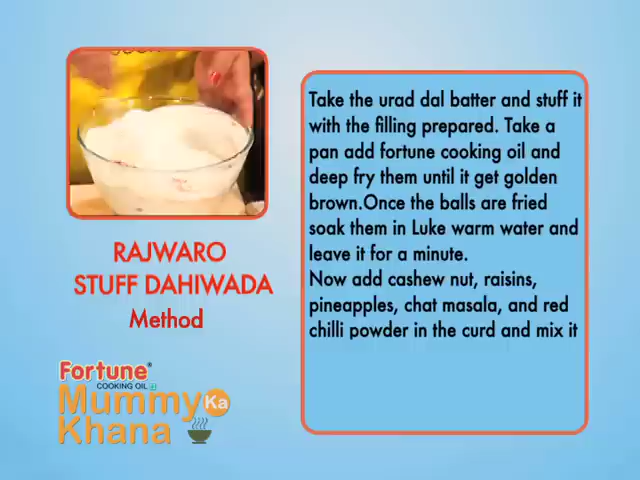 Take the urad dal batter and stuff it
with the filling prepared. Take a
pan add fortune cooking oil and
deep fry them until it get golden
brown.Once the balls are fried
soak them in Luke warm water and
leave it for a minute.
Now add cashew nut, raisins,
pineapples, chat masala, and red
chilli powder in the curd and mix it
RAJWARO
STUFF DAHIWADA
Method
Fortune®
COOKING OIL
Mummy Ka
Khana